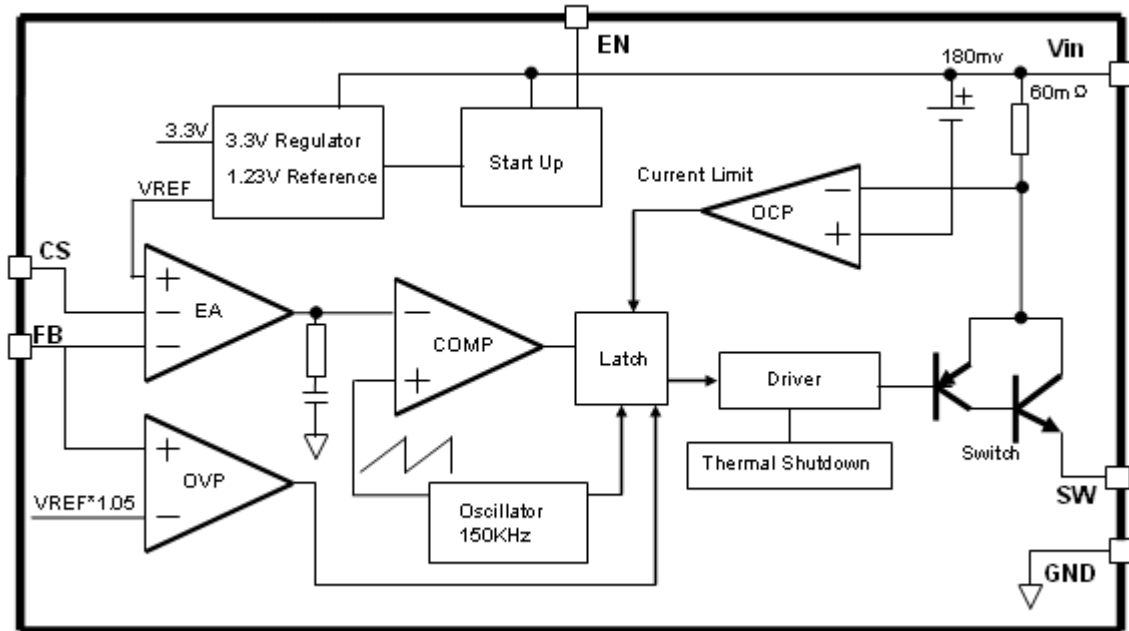 EN
Vin
180mv
+
60mΩ
3.3V
3.3V Regulator
1.23V Reference
Start Up
VREF
Current Limit
OCP
−
+
CS
+
EA
−
−
FB
−
COMP
+
Latch
Driver
Thermal Shutdown
Switch
+
OVP
−
VREF*1.05
Oscillator
150KHz
SW
GND